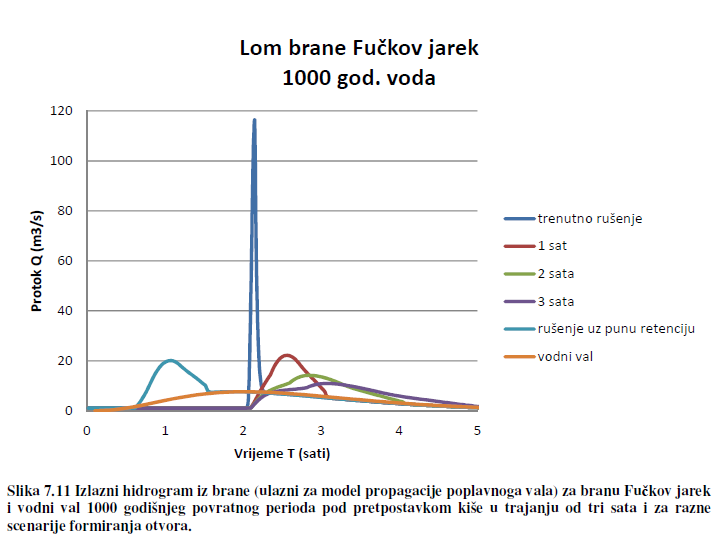 Lom brane Fučkov jarek
1000 god. voda
120
100
80
60
40
20
0
Protok Q (m3/s)
0 1 2 3 4 5
Vrijeme T (sati)
trenutno rušenje
1 sat
2 sata
3 sata
rušenje uz punu retenciju
vodni val
Slika 7.11 Izlazni hidrogram iz brane (ulazni za model propagacije poplavnoga vala) za branu Fučkov jarek
i vodni val 1000 godišnjeg povratnog perioda pod pretpostavkom kiše u trajanju od tri sata i za razne
scenarije formiranja otvora.